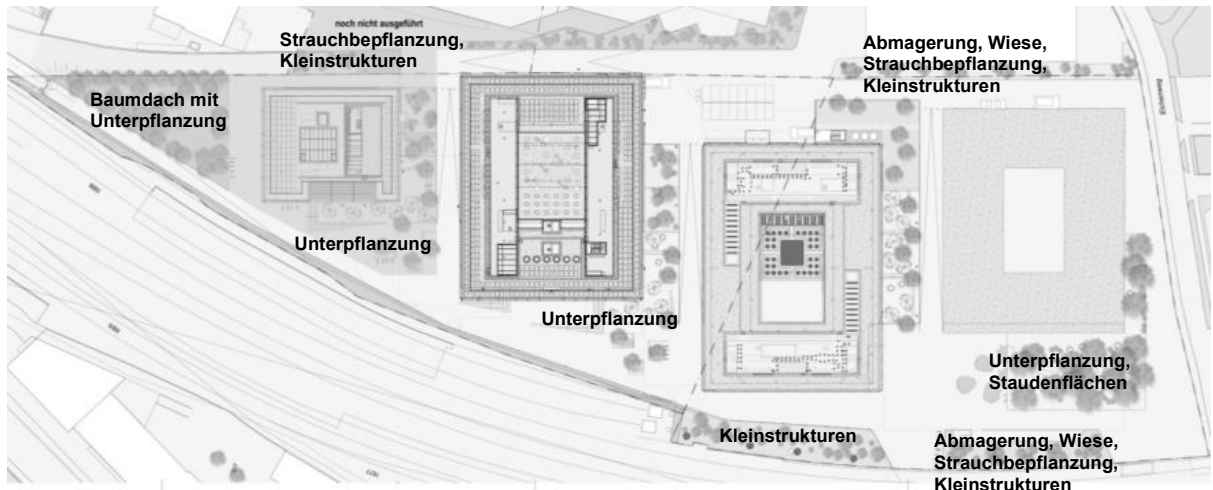 noch nicht ausgeführt
Strauchbepflanzung,
Kleinstrukturen
Abmagerung, Wiese,
Strauchbepflanzung,
Kleinstrukturen
Baumdach mit
Unterpflanzung
Unterpflanzung
Unterpflanzung
Unterpflanzung,
Staudenflächen
Kleinstrukturen
Abmagerung, Wiese,
Strauchbepflanzung,
Kleinstrukturen